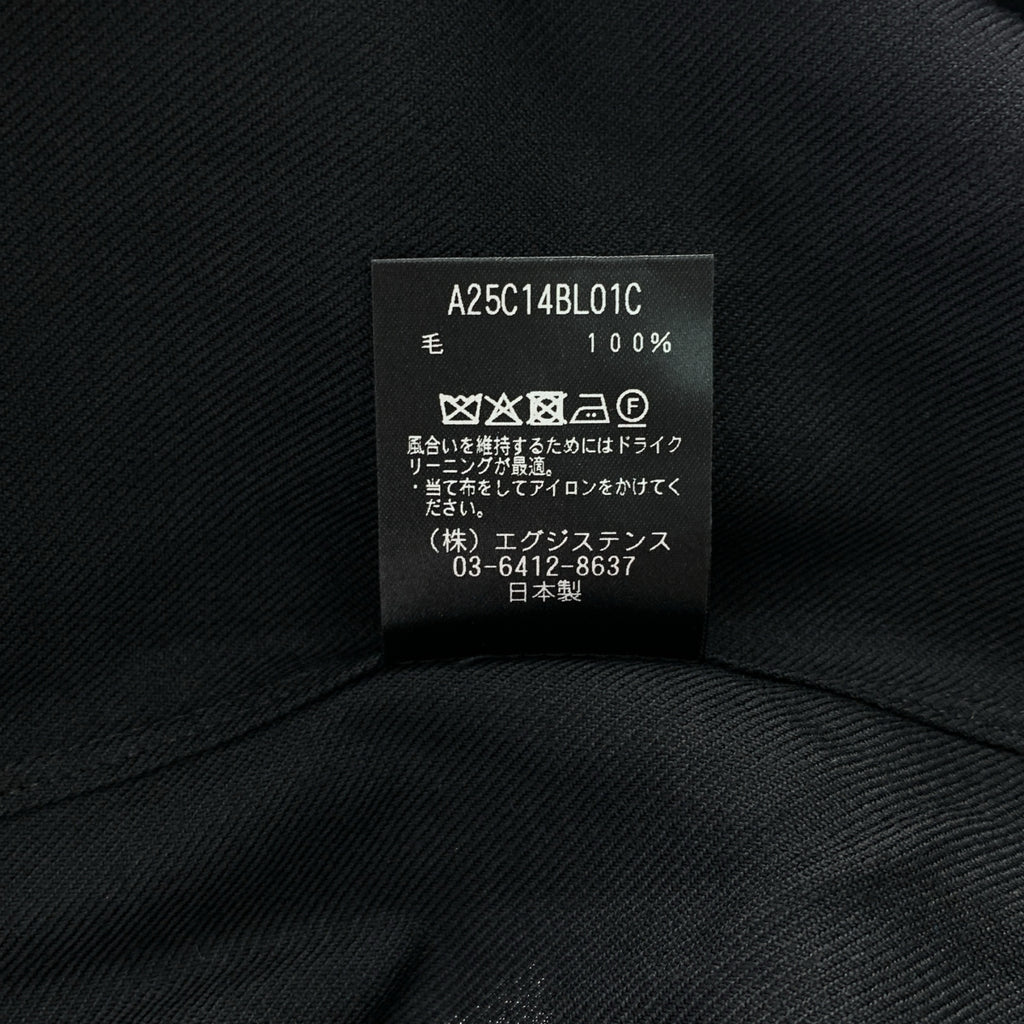 A25C14BL01C
毛 100%
F
風合いを維持するためにはドライク
リーニングが最適。
・当て布をしてアイロンをかけてく
ださい。
(株)エグジステンス
03-6412-8637
日本製